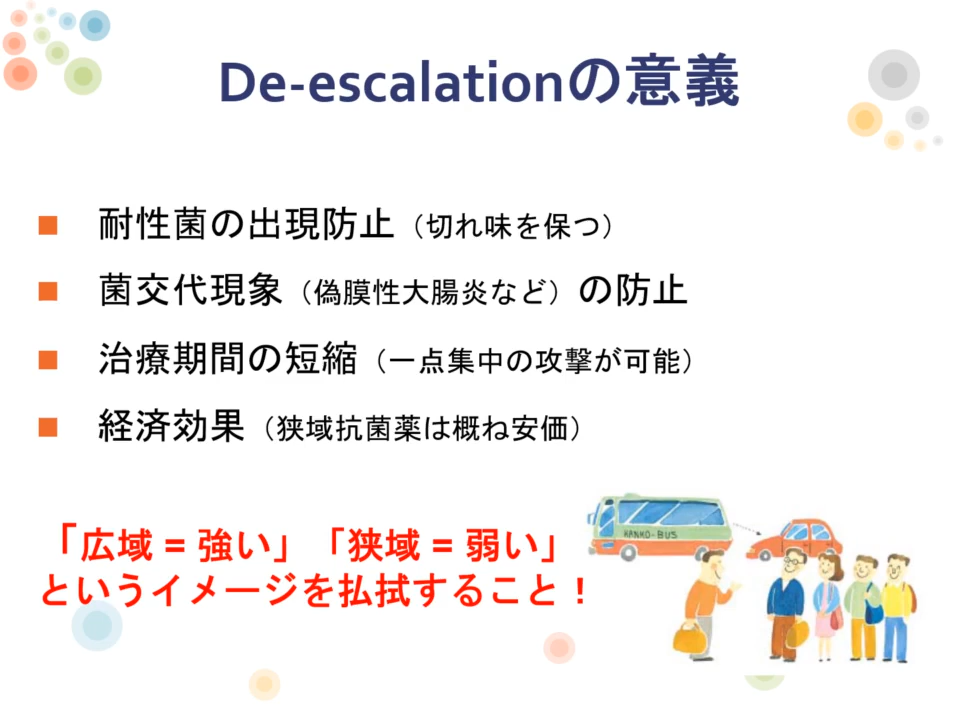 De-escalationの意義
耐性菌の出現防止（切れ味を保つ）
菌交代現象（偽膜性大腸炎など）の防止
治療期間の短縮（一点集中の攻撃が可能）
経済効果（狭域抗菌薬は概ね安価）
「広域 = 強い」「狭域 = 弱い」
というイメージを払拭すること！
KANKO-BUS